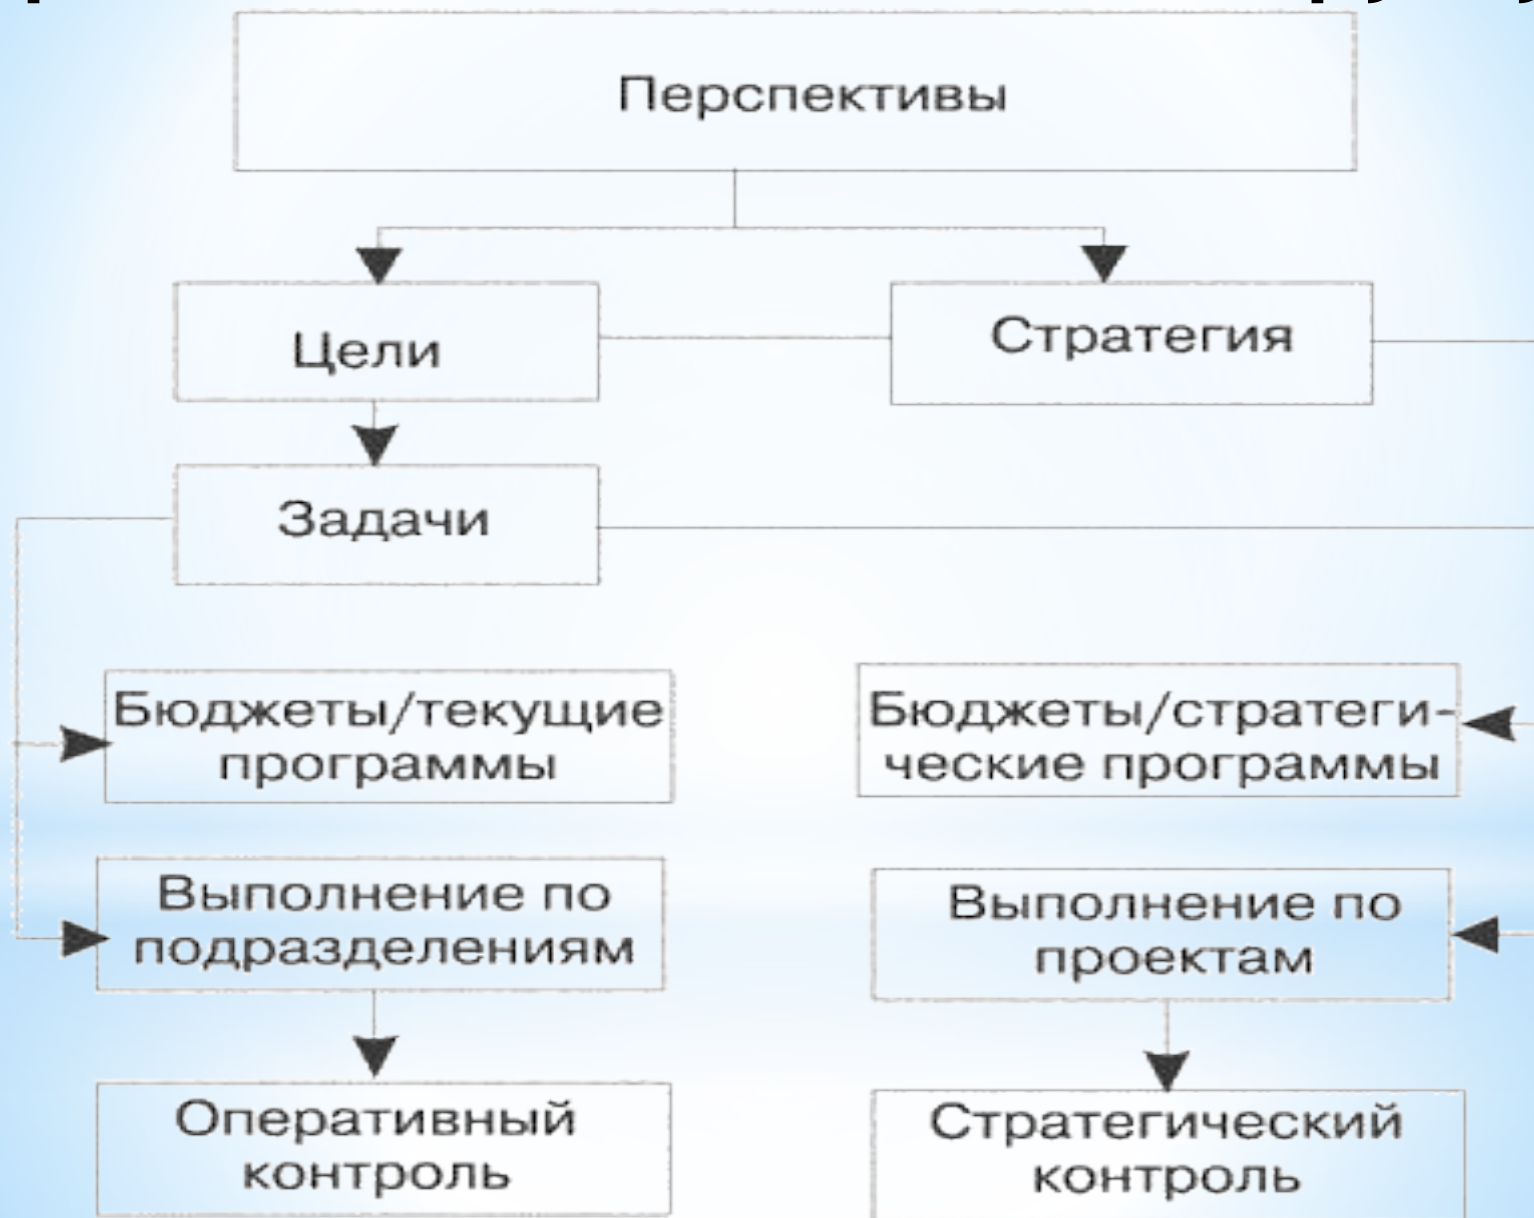 Перспективы
Цели
Стратегия
Задачи
Бюджеты/текущие
программы
Бюджеты/стратеги-
ческие программы
Выполнение по
подразделениям
Выполнение по
проектам
Оперативный
контроль
Стратегический
контроль